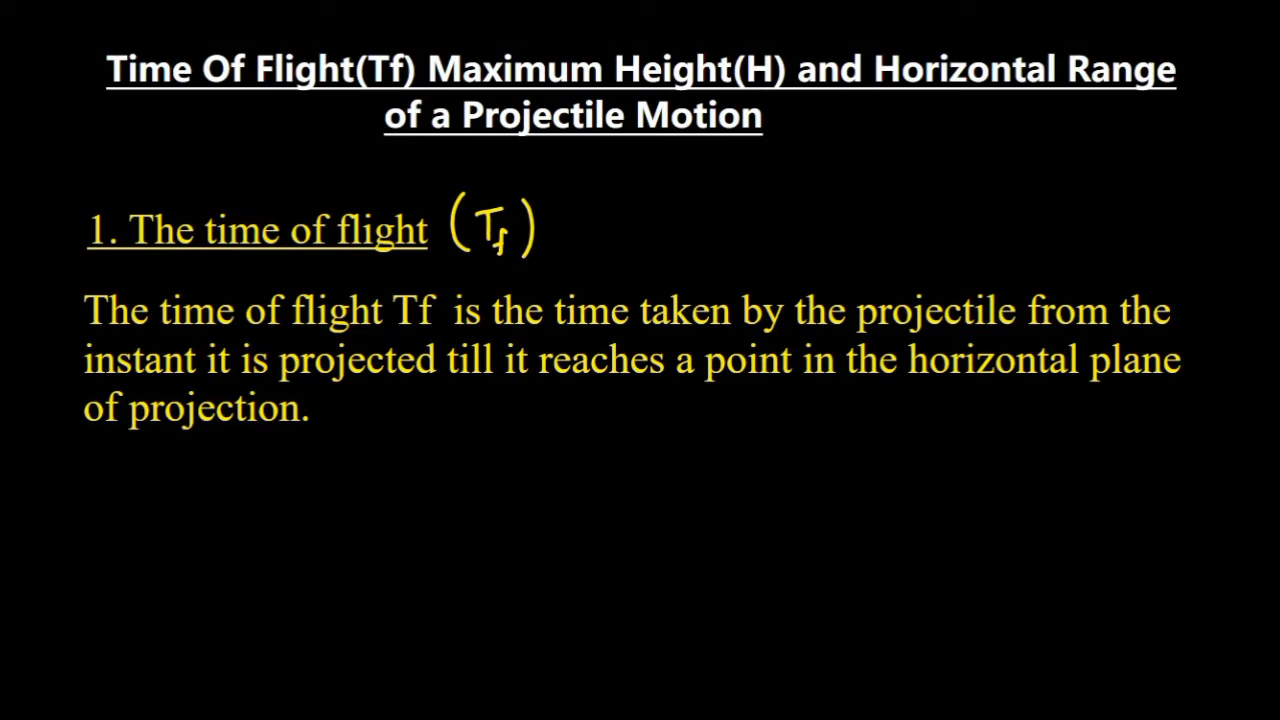 Time Of Flight(Tf) Maximum Height(H) and Horizontal Range
of a Projectile Motion
1. The time of flight (Tf)
The time of flight Tf is the time taken by the projectile from the
instant it is projected till it reaches a point in the horizontal plane
of projection.